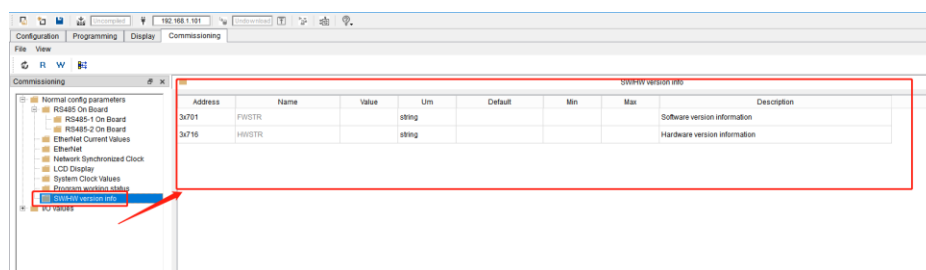 Uncompiled 192.168.1.101 Undownload
Configuration Programming Display Commissioning
File View
R W
Commissioning
SW/HW version info
Normal config parameters
RS485 On Board
RS485-1 On Board
RS485-2 On Board
EtherNet Current Values
EtherNet
Network Synchronized Clock
LCD Display
System Clock Values
Program working status
SW/HW version info
I/O Values
Address Name Value Um Default Min Max Description
3x701 FWSTR string Software version information
3x716 HWSTR string Hardware version information